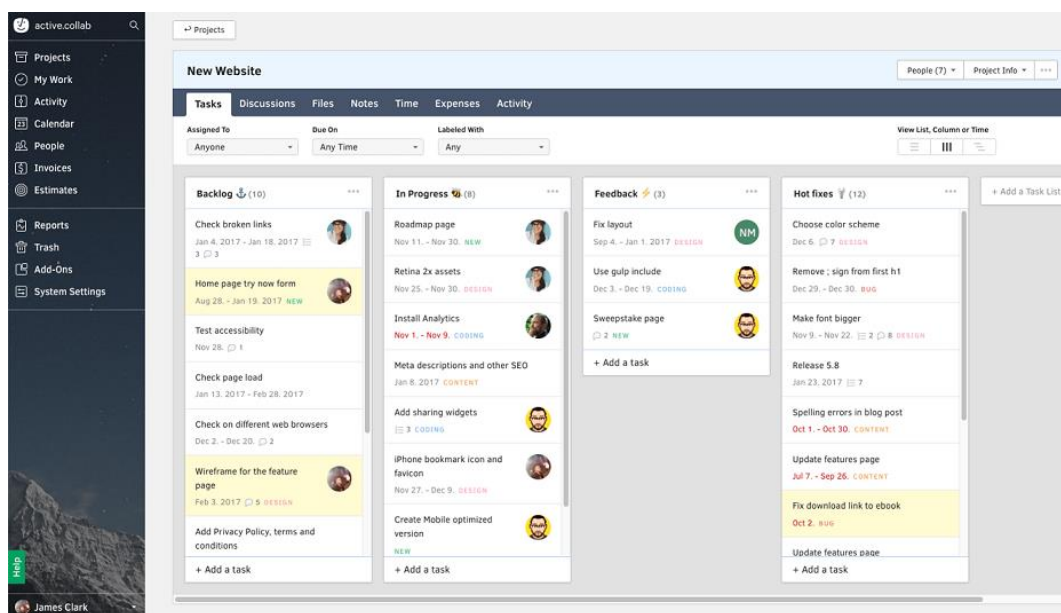 active.collab
Projects
My Work
Activity
23 Calendar
People
Invoices
Estimates
Reports
Trash
Add-Ons
System Settings
Help
James Clark
Projects
New Website
People (7)
Project Info
Tasks Discussions Files Notes Time Expenses Activity
Assigned To Due On Labeled With
Anyone Any Time Any
View List, Column or Time
Backlog (10)
Check broken links
Jan 4. 2017 - Jan 18. 2017
3 3
Home page try now form
Aug 28. - Jan 19. 2017 NEW
Test accessibility
Nov 28. 1
Check page load
Jan 13. 2017 - Feb 28. 2017
Check on different web browsers
Dec 2. - Dec 20. 2
Wireframe for the feature
page
Feb 3. 2017 5 DESIGN
Add Privacy Policy, terms and
conditions
+ Add a task
In Progress (8)
Roadmap page
Nov 11. - Nov 30. NEW
Retina 2x assets
Nov 25. - Nov 30. DESIGN
Install Analytics
Nov 1. - Nov 9. CODING
Meta descriptions and other SEO
Jan 8. 2017 CONTENT
Add sharing widgets
3 CODING
iPhone bookmark icon and
favicon
Nov 27. - Dec 9. DESIGN
Create Mobile optimized
version
NEW
+ Add a task
Feedback (3)
Fix layout
Sep 4. - Jan 1. 2017 DESIGN
NM
Use gulp include
Dec 3. - Dec 19. CODING
Sweepstake page
2 NEW
+ Add a task
Hot fixes (12)
Choose color scheme
Dec 6. 7 DESIGN
Remove ; sign from first h1
Dec 29. - Dec 30. BUG
Make font bigger
Nov 9. - Nov 22. 2 8 DESIGN
Release 5.8
Jan 23. 2017 7
Spelling errors in blog post
Oct 1. - Oct 30. CONTENT
Update features page
Jul 7. - Sep 26. CONTENT
Fix download link to ebook
Oct 2. BUG
Update features page
+ Add a task
+ Add a Task List